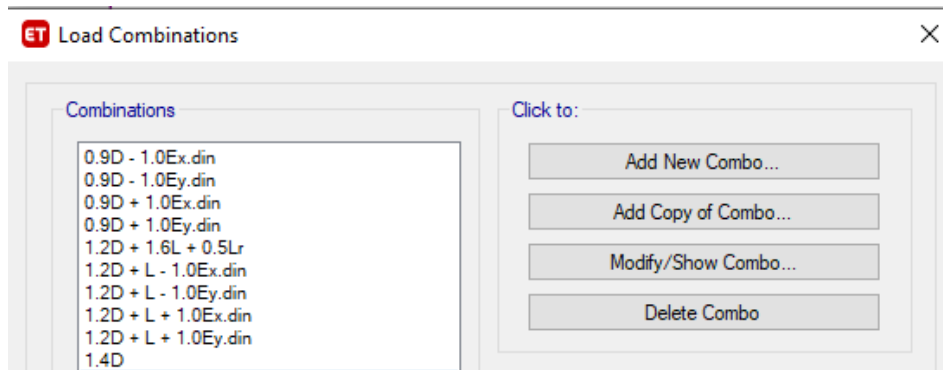 ET Load Combinations
Combinations
0.9D - 1.0Ex.din
0.9D - 1.0Ey.din
0.9D + 1.0Ex.din
0.9D + 1.0Ey.din
1.2D + 1.6L + 0.5Lr
1.2D + L - 1.0Ex.din
1.2D + L - 1.0Ey.din
1.2D + L + 1.0Ex.din
1.2D + L + 1.0Ey.din
1.4D
Click to:
Add New Combo...
Add Copy of Combo...
Modify/Show Combo...
Delete Combo